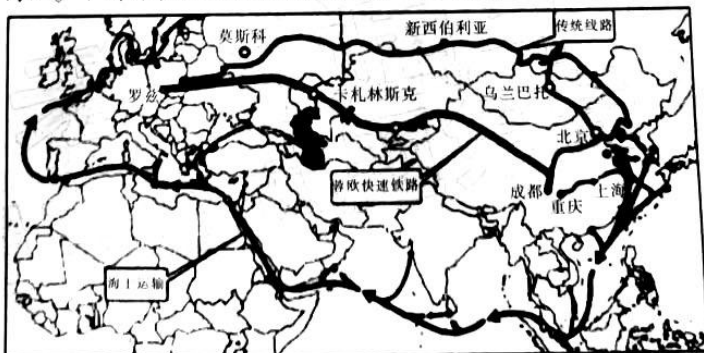 莫斯科
新西伯利亚
传统线路
罗兹
卡札林斯克
乌兰巴托
北京
蓉欧快速铁路
成都
上海
重庆
海上运输